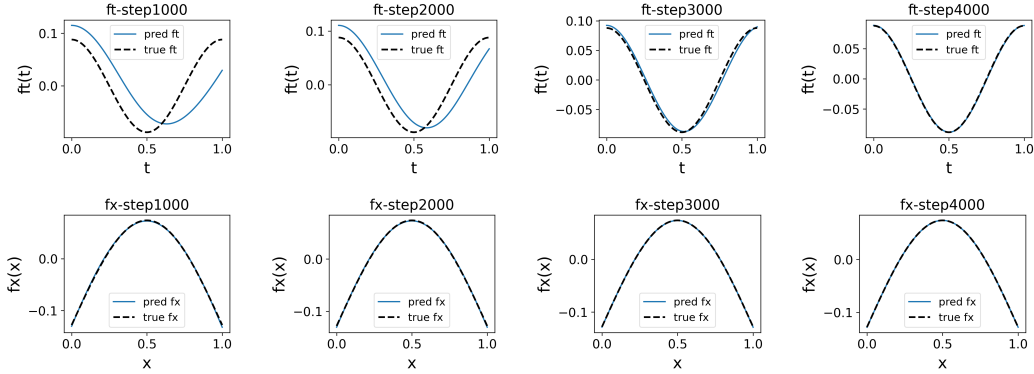 ft-step1000
0.1
0.0
ft(t)
pred ft
true ft
0.0
0.5
1.0
t
ft-step2000
0.1
0.0
ft(t)
pred ft
true ft
0.0
0.5
1.0
t
ft-step3000
0.10
0.05
0.00
−0.05
ft(t)
pred ft
true ft
0.0
0.5
1.0
t
ft-step4000
0.05
0.00
−0.05
ft(t)
pred ft
true ft
0.0
0.5
1.0
t
fx-step1000
0.0
−0.1
fx(x)
pred fx
true fx
0.0
0.5
1.0
x
fx-step2000
0.0
−0.1
fx(x)
pred fx
true fx
0.0
0.5
1.0
x
fx-step3000
0.0
−0.1
fx(x)
pred fx
true fx
0.0
0.5
1.0
x
fx-step4000
0.0
−0.1
fx(x)
pred fx
true fx
0.0
0.5
1.0
x